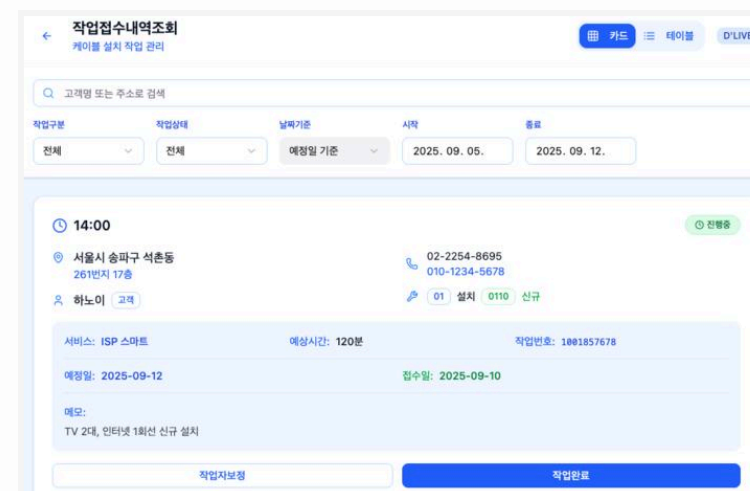 작업접수내역조회
케이블 설치 작업 관리
카드 테이블 D'LIVE
고객명 또는 주소로 검색
작업구분 작업상태 날짜기준 시작 종료
전체 전체 예정일 기준 2025. 09. 05. 2025. 09. 12.
14:00 진행중
서울시 송파구 석촌동
261번지 17층
02-2254-8695
010-1234-5678
하노이 고객
01 설치 0110 신규
서비스: ISP 스마트 예상시간: 120분 작업번호: 1001857678
예정일: 2025-09-12 접수일: 2025-09-10
메모:
TV 2대, 인터넷 1회선 신규 설치
작업자보정 작업완료